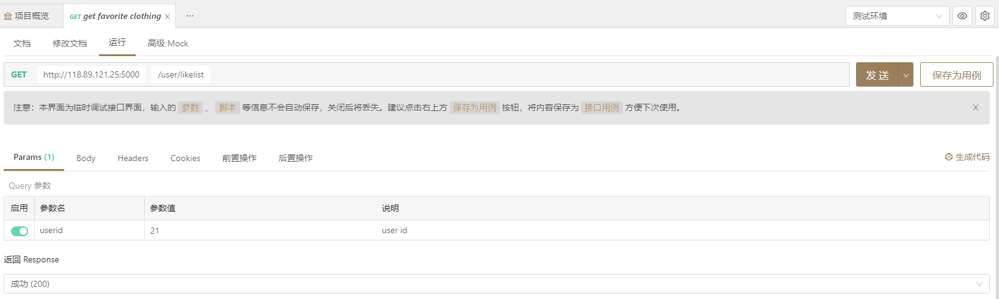 项目概览 GET get favorite clothing X ··· 测试环境
文档 修改文档 运行 高级 Mock
GET http://118.89.121.25:5000 /user/likelist 发 送 保存为用例
注意：本界面为临时调试接口界面，输入的 参数 、 脚本 等信息不会自动保存，关闭后将丢失。建议点击右上方 保存为用例 按钮，将内容保存为 接口用例 方便下次使用。 X
Params (1) Body Headers Cookies 前置操作 后置操作 生成代码
Query 参数
启用 参数名 参数值 说明
userid 21 user id
返回 Response
成功 (200)